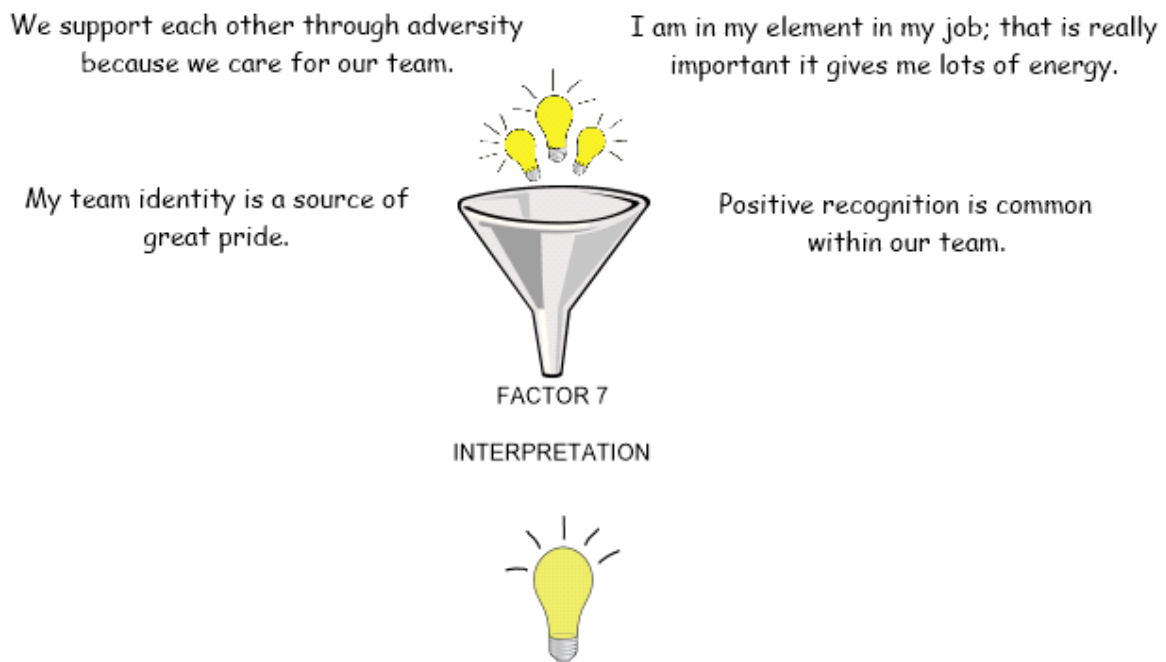 We support each other through adversity
because we care for our team.
I am in my element in my job; that is really
important it gives me lots of energy.
My team identity is a source of
great pride.
Positive recognition is common
within our team.
FACTOR 7
INTERPRETATION